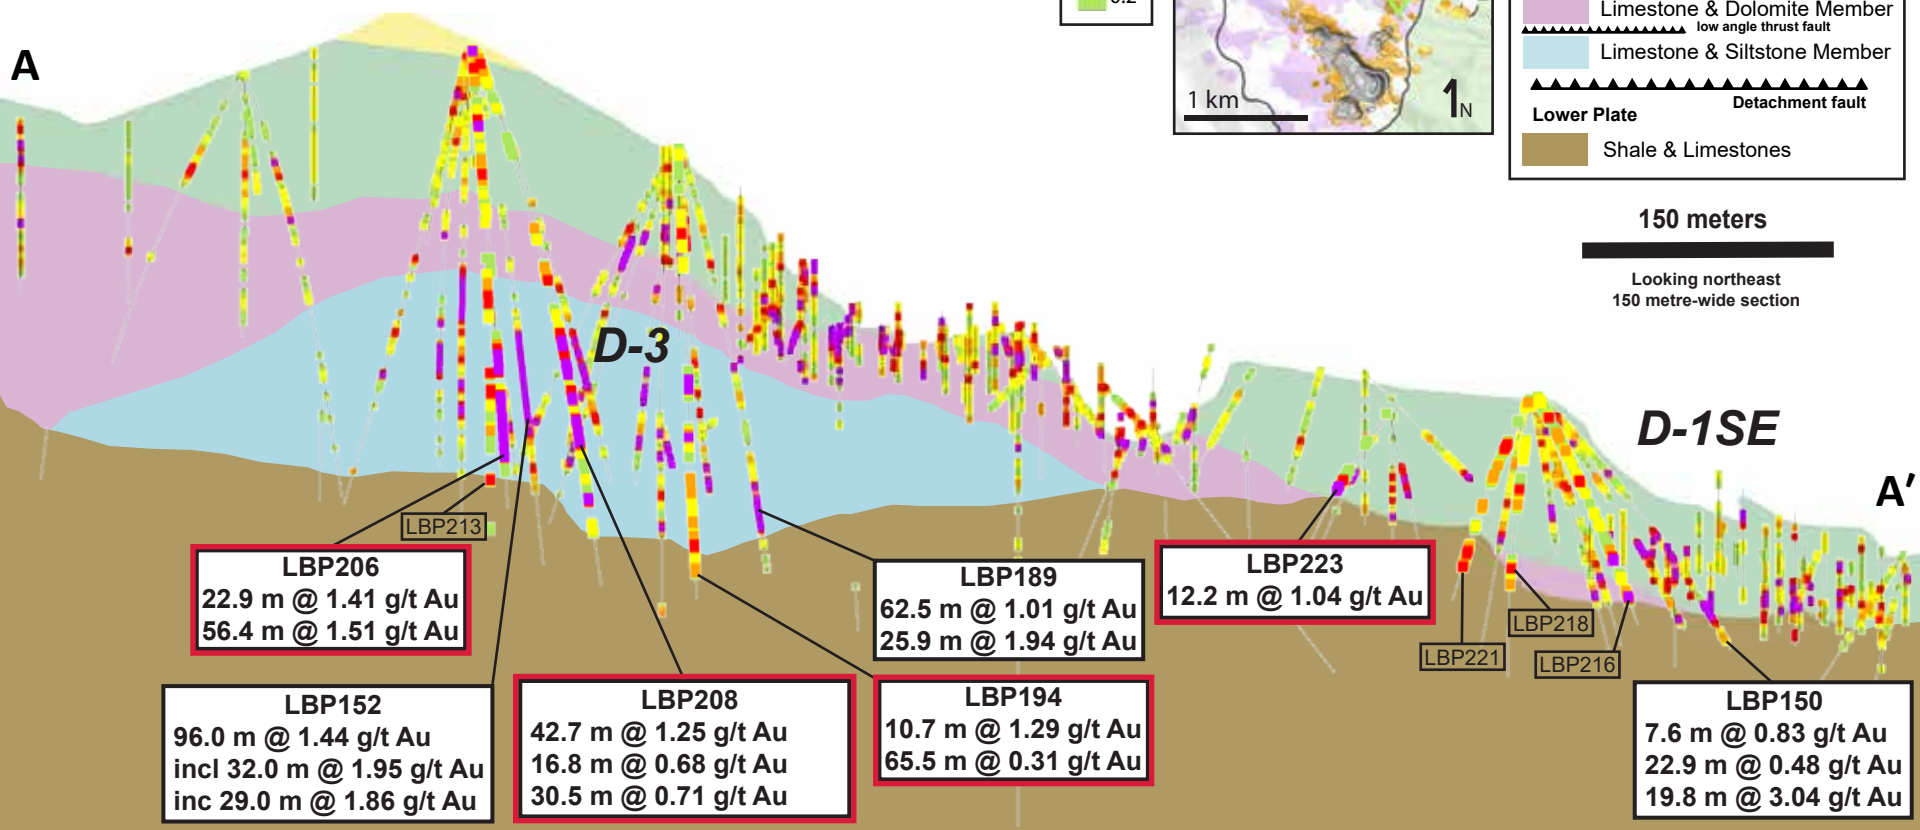 0.2
1 km
N
Limestone & Dolomite Member
low angle thrust fault
Limestone & Siltstone Member
Detachment fault
Lower Plate
Shale & Limestones
150 meters
Looking northeast
150 metre-wide section
A
A'
D-3
D-1SE
LBP213
LBP206
22.9 m @ 1.41 g/t Au
56.4 m @ 1.51 g/t Au
LBP152
96.0 m @ 1.44 g/t Au
incl 32.0 m @ 1.95 g/t Au
inc 29.0 m @ 1.86 g/t Au
LBP208
42.7 m @ 1.25 g/t Au
16.8 m @ 0.68 g/t Au
30.5 m @ 0.71 g/t Au
LBP189
62.5 m @ 1.01 g/t Au
25.9 m @ 1.94 g/t Au
LBP194
10.7 m @ 1.29 g/t Au
65.5 m @ 0.31 g/t Au
LBP223
12.2 m @ 1.04 g/t Au
LBP221
LBP218
LBP216
LBP150
7.6 m @ 0.83 g/t Au
22.9 m @ 0.48 g/t Au
19.8 m @ 3.04 g/t Au